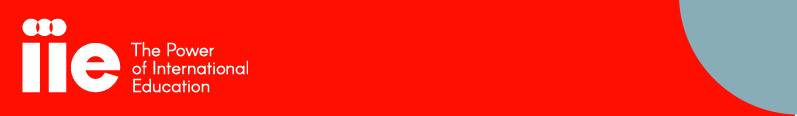 iie
The Power
of International
Education